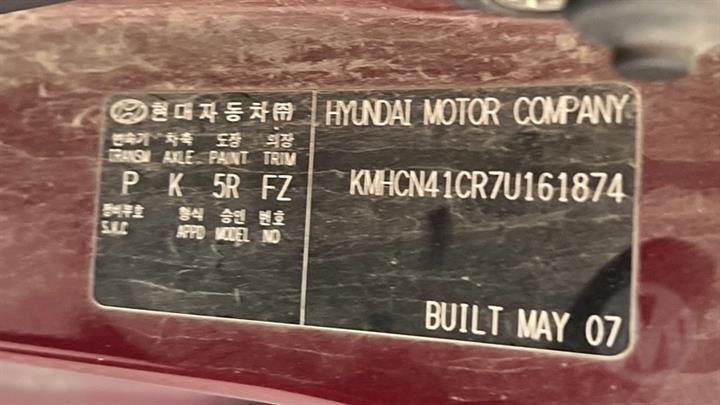 현대자동차㈜
변속기 차축 도장 의장
TRANSM AXLE PAINT TRIM
P K 5R FZ
정비부호 형식 승인 번호
S.K.C APPD MODEL NO
HYUNDAI MOTOR COMPANY
KMHCN41CR7U161874
BUILT MAY 07